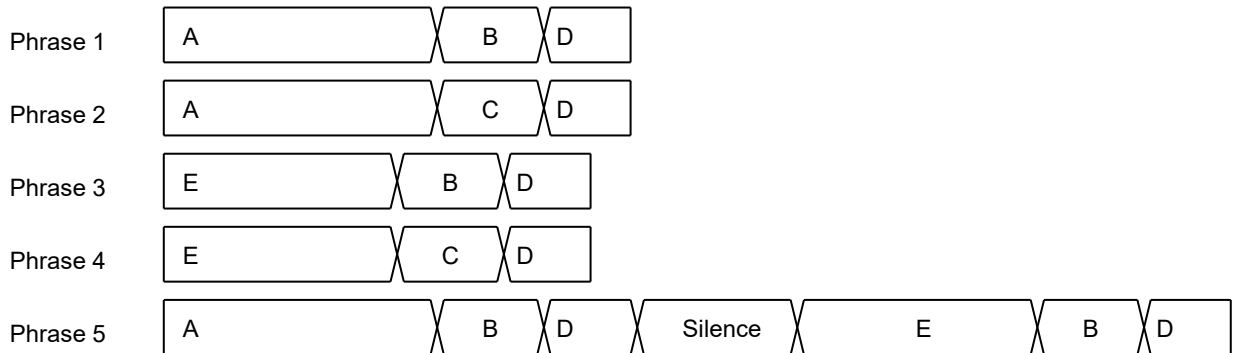 Phrase 1 A B D
Phrase 2 A C D
Phrase 3 E B D
Phrase 4 E C D
Phrase 5 A B D Silence E B D